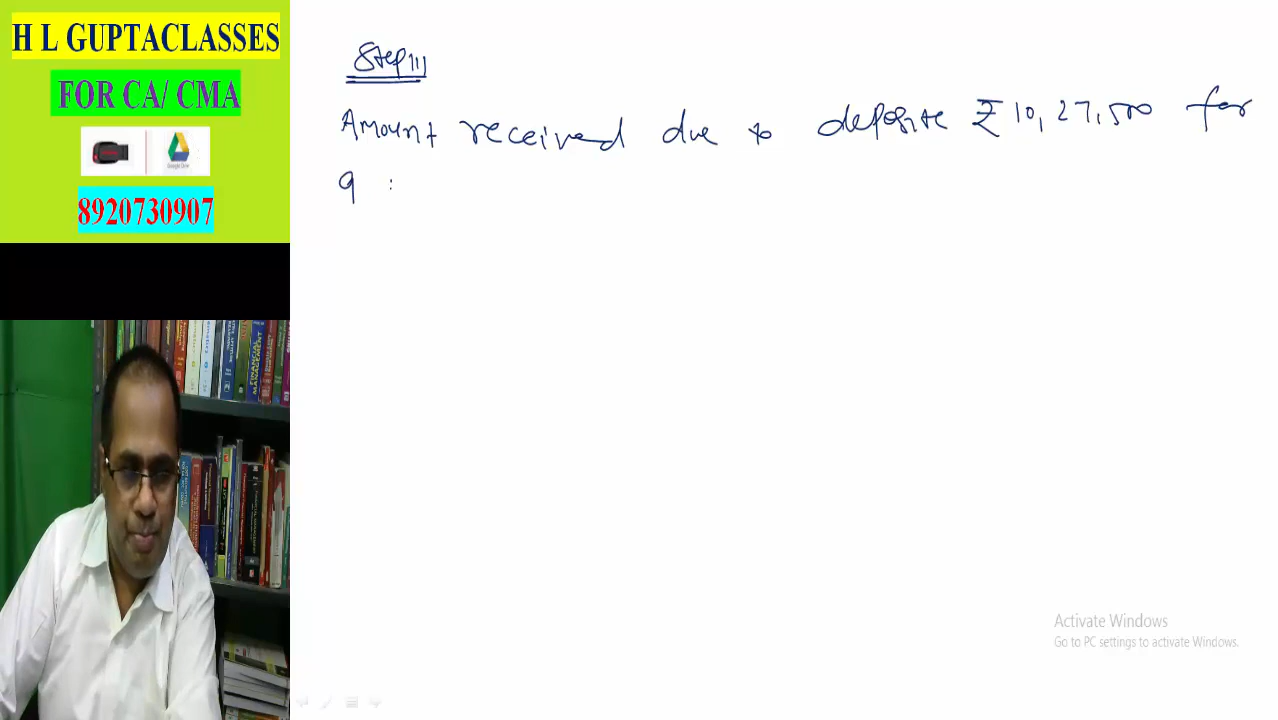 H L GUPTACLASSES
FOR CA/ CMA
8920730907
Step III
Amount received due to deposite ₹ 10,27,500 for
9
Activate Windows
Go to PC settings to activate Windows.